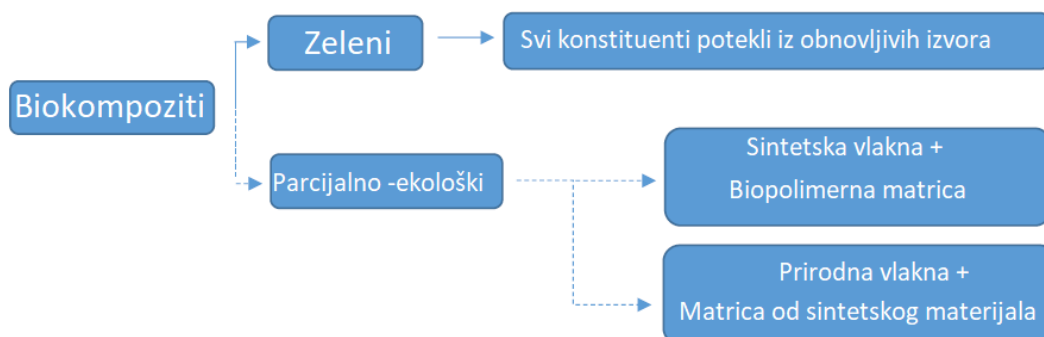 Biokompoziti
Zeleni
Svi konstituenti potekli iz obnovljivih izvora
Parcijalno -ekološki
Sintetska vlakna +
Biopolimerna matrica
Prirodna vlakna +
Matrica od sintetskog materijala